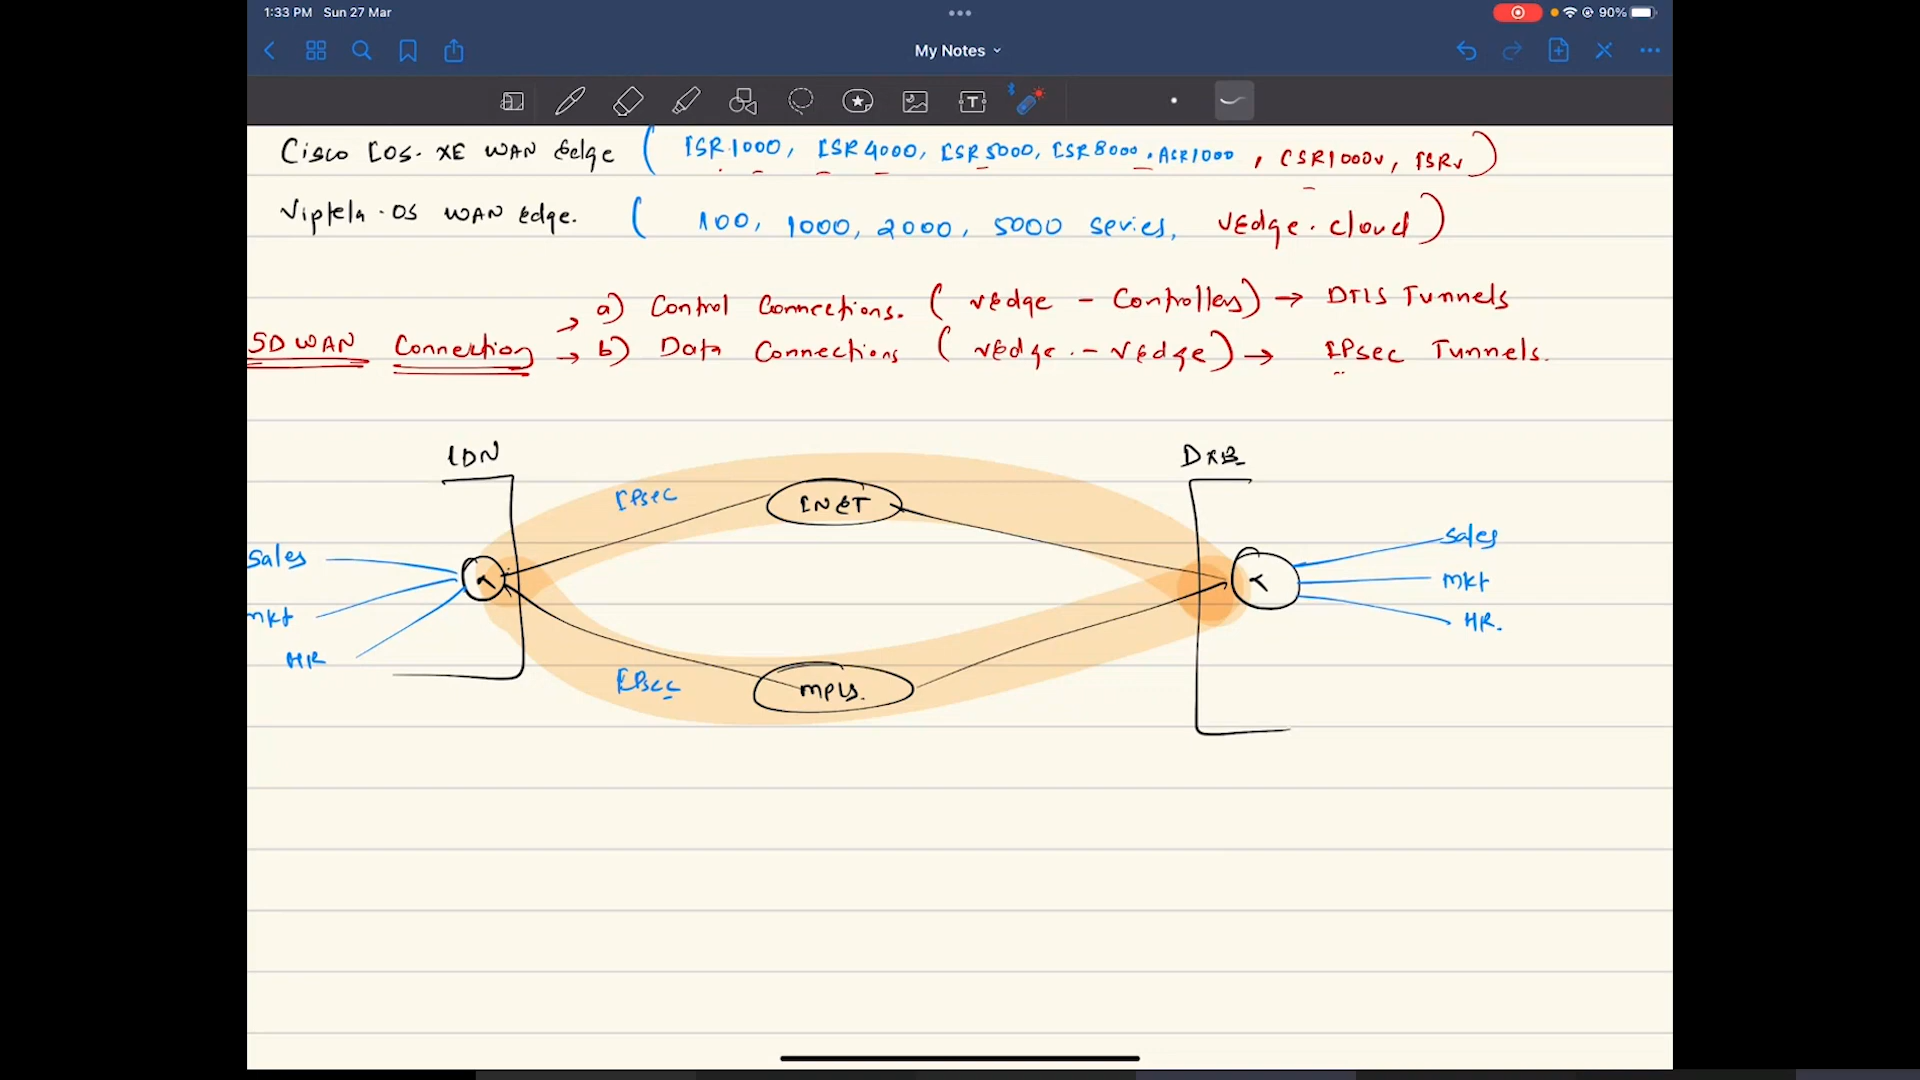 1:33 PM Sun 27 Mar
90%
My Notes
Cisco IOS-XE WAN Edge ( ISR1000, ISR4000, ISR5000, ISR8000, ASR1000, CSR1000v, ISRv )
Viptela-OS WAN Edge. ( 100, 1000, 2000, 5000 series, vEdge-cloud )
SDWAN Connection
→ a) Control Connections. ( vEdge - Controllers ) → DTLS Tunnels
→ b) Data Connections ( vEdge - vEdge ) → IPsec Tunnels.
LDN
DXB
IPsec
INET
Sales
mkt
HR
Sales
mkt
HR.
IPsec
MPLS.